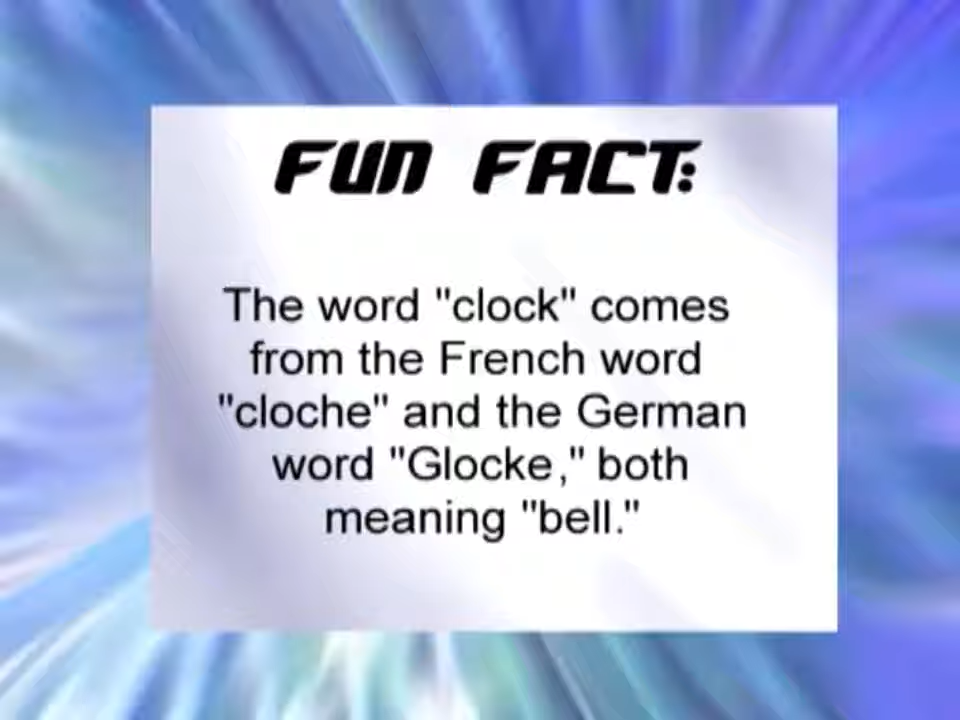 FUN FACT:
The word "clock" comes
from the French word
"cloche" and the German
word "Glocke," both
meaning "bell."